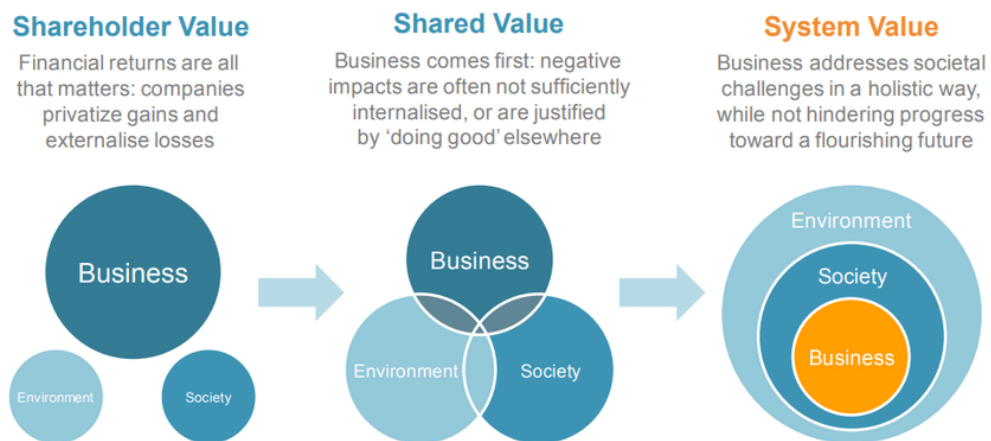 Shareholder Value
Financial returns are all
that matters: companies
privatize gains and
externalise losses
Business
Environment
Society
Shared Value
Business comes first: negative
impacts are often not sufficiently
internalised, or are justified
by ‘doing good’ elsewhere
Business
Environment
Society
System Value
Business addresses societal
challenges in a holistic way,
while not hindering progress
toward a flourishing future
Environment
Society
Business